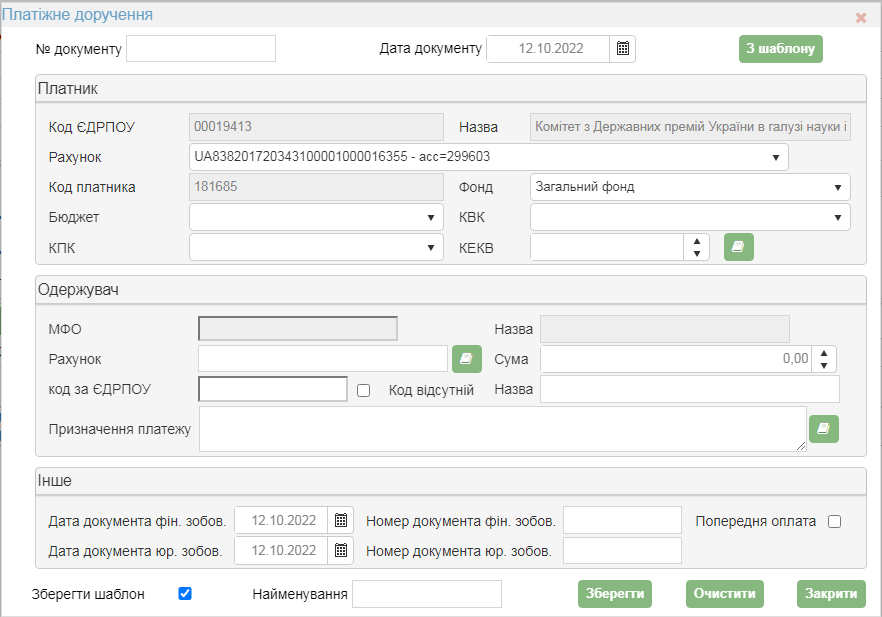 Платіжне доручення
№ документу Дата документу 12.10.2022 З шаблону
Платник
Код ЄДРПОУ 00019413 Назва Комітет з Державних премій України в галузі науки і
Рахунок UA838201720343100001000016355 - acc=299603
Код платника 181685 Фонд Загальний фонд
Бюджет КВК
КПК КЕКВ
Одержувач
МФО Назва
Рахунок Сума 0,00
код за ЄДРПОУ Код відсутній Назва
Призначення платежу
Інше
Дата документа фін. зобов. 12.10.2022 Номер документа фін. зобов. Попередня оплата
Дата документа юр. зобов. 12.10.2022 Номер документа юр. зобов.
Зберегти шаблон Найменування Зберегти Очистити Закрити